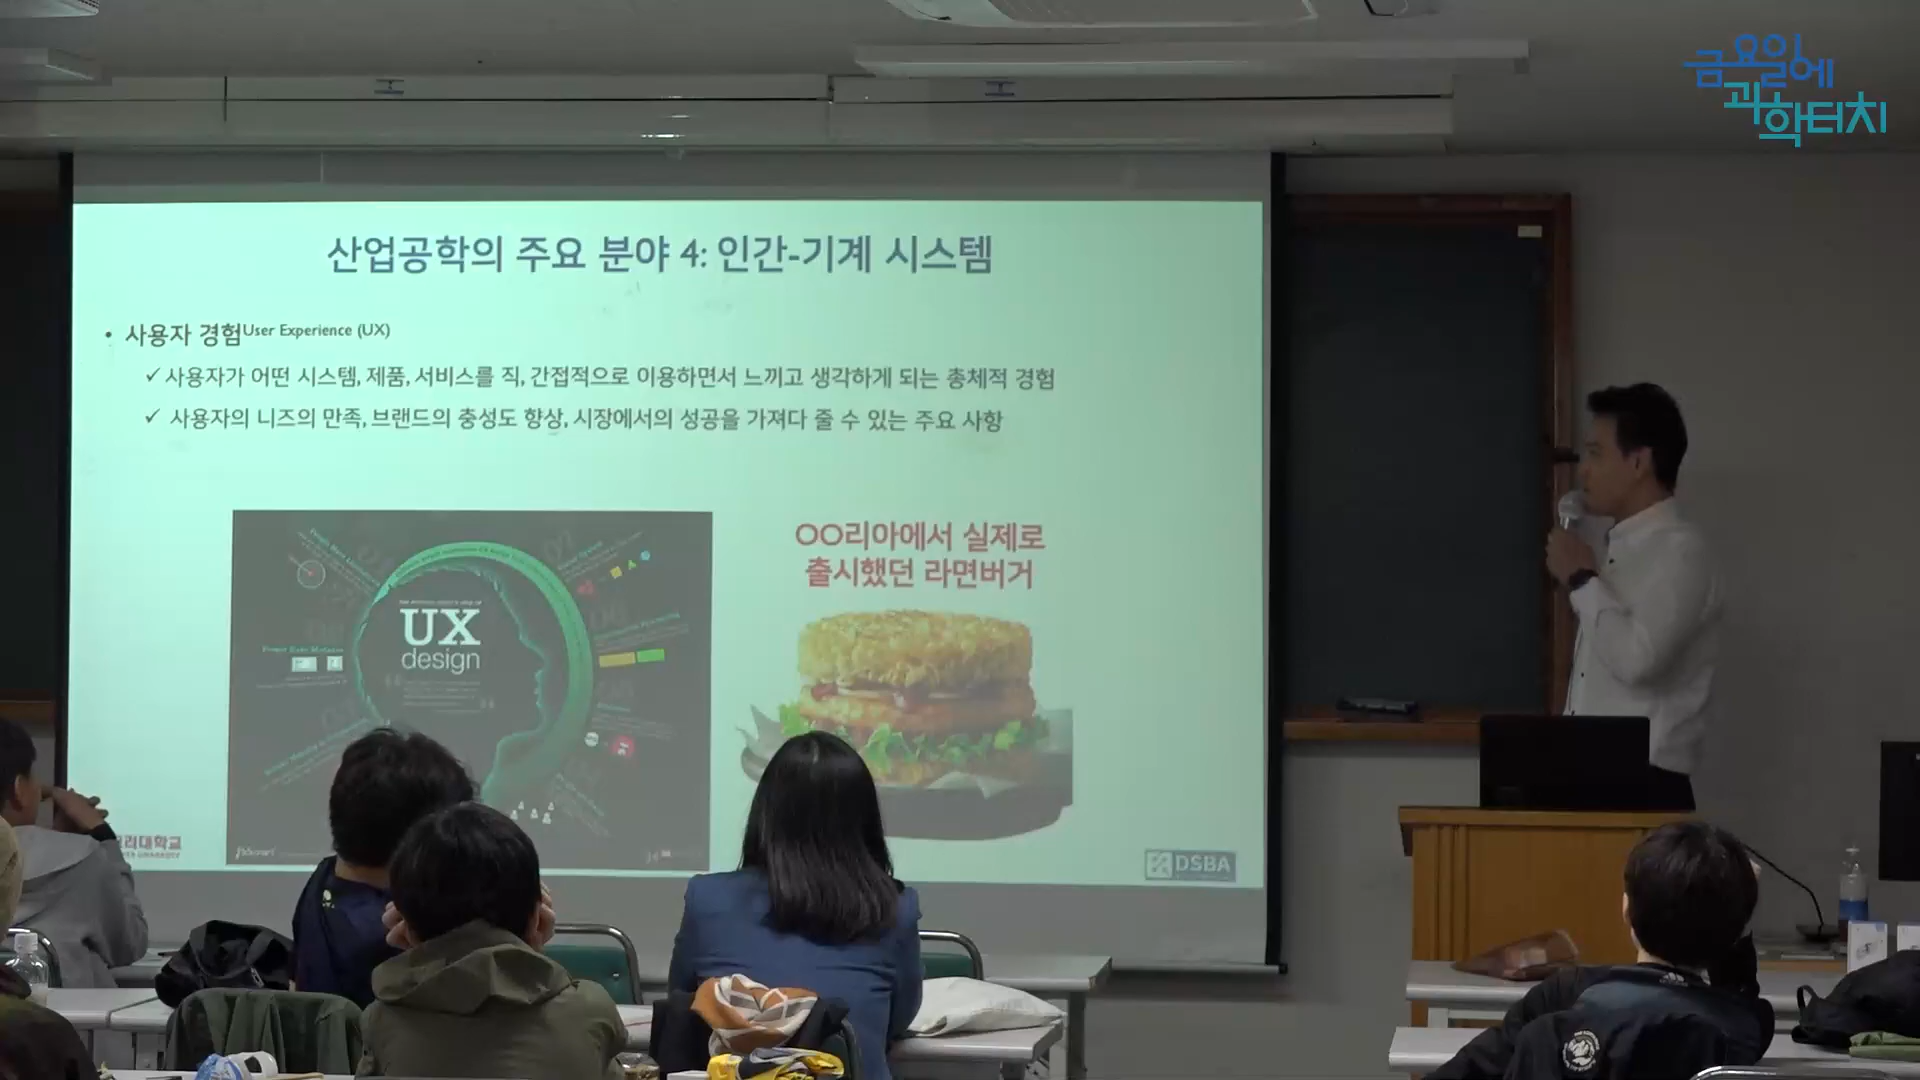 금요일에
과학터치
산업공학의 주요 분야 4: 인간-기계 시스템
• 사용자 경험User Experience (UX)
✓ 사용자가 어떤 시스템, 제품, 서비스를 직, 간접적으로 이용하면서 느끼고 생각하게 되는 총체적 경험
✓ 사용자의 니즈의 만족, 브랜드의 충성도 향상, 시장에서의 성공을 가져다 줄 수 있는 주요 사항
UX
design
OO리아에서 실제로
출시했던 라면버거
려대학교
DSBA